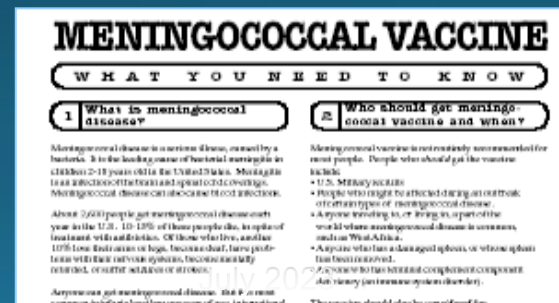 MENINGOCOCCAL VACCINE
WHAT YOU NEED TO KNOW
1 What is meningococcal
disease?
Meningococcal disease is a serious illness, caused by a
bacteria. It is the leading cause of bacterial meningitis in
children 2-18 years old in the United States. Meningitis
is an infection of the brain and spinal cord coverings.
Meningococcal disease can also cause blood infections.
About 2,600 people get meningococcal disease each
year in the U.S. 10-15% of these people die, in spite of
treatment with antibiotics. Of those who live, another
10% lose their arms or legs, become deaf, have prob-
lems with their nervous systems, become mentally
retarded, or suffer seizures or strokes.
Anyone can get meningococcal disease. But it is most
2 Who should get meningo-
coccal vaccine and when?
Meningococcal vaccine is not routinely recommended for
most people. People who should get the vaccine
include:
• U.S. Military recruits
• People who might be affected during an outbreak
of certain types of meningococcal disease.
• Anyone traveling to, or living in, a part of the
world where meningococcal disease is common,
such as West Africa.
• Anyone who has a damaged spleen, or whose spleen
has been removed.
• Anyone who has terminal complement component
deficiency (an immune system disorder).
July 202